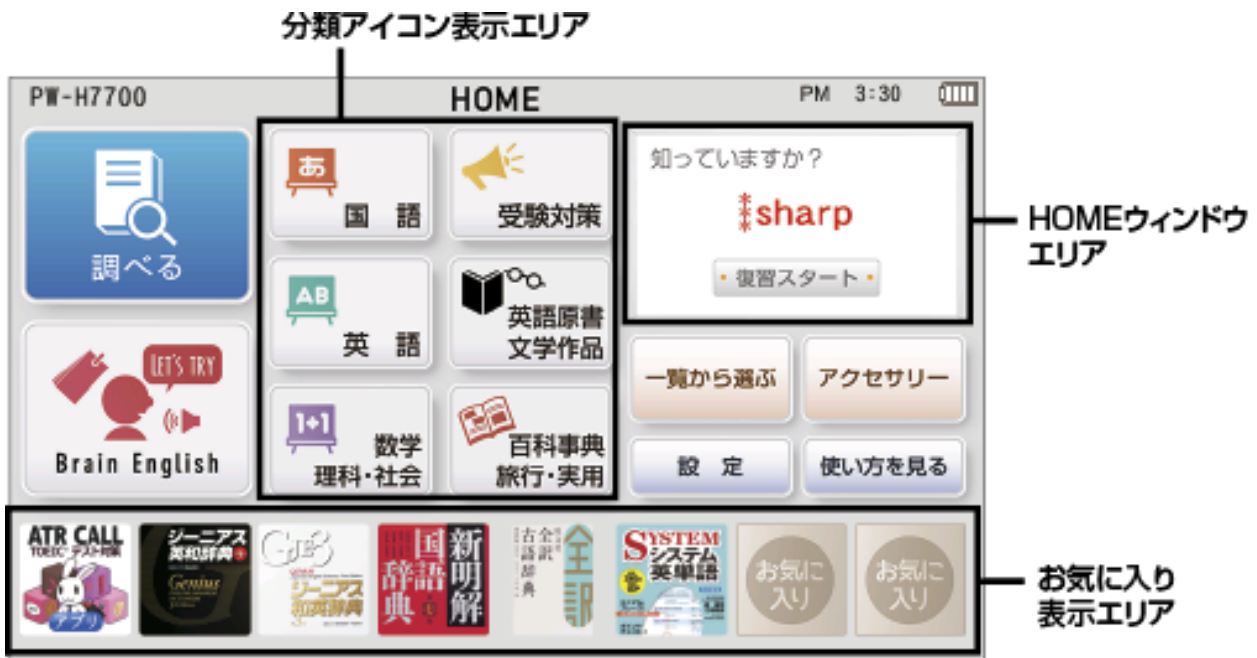 分類アイコン表示エリア
PW-H7700
HOME
PM 3:30
調べる
LET'S TRY
Brain English
あ
国 語
受験対策
AB
英 語
英語原書
文学作品
1+1
数学
理科・社会
百科事典
旅行・実用
知っていますか?
sharp
・復習スタート・
HOMEウィンドウ
エリア
一覧から選ぶ
アクセサリー
設 定
使い方を見る
ATR CALL
TOEIC テスト対策
アプリ
ジーニアス
英和辞典
Genius
ジーニアス
和英辞典
新明解
国語
辞典
全訳
古語
辞典
全訳
SYSTEM
システム
英単語
お気に
入り
お気に
入り
お気に入り
表示エリア